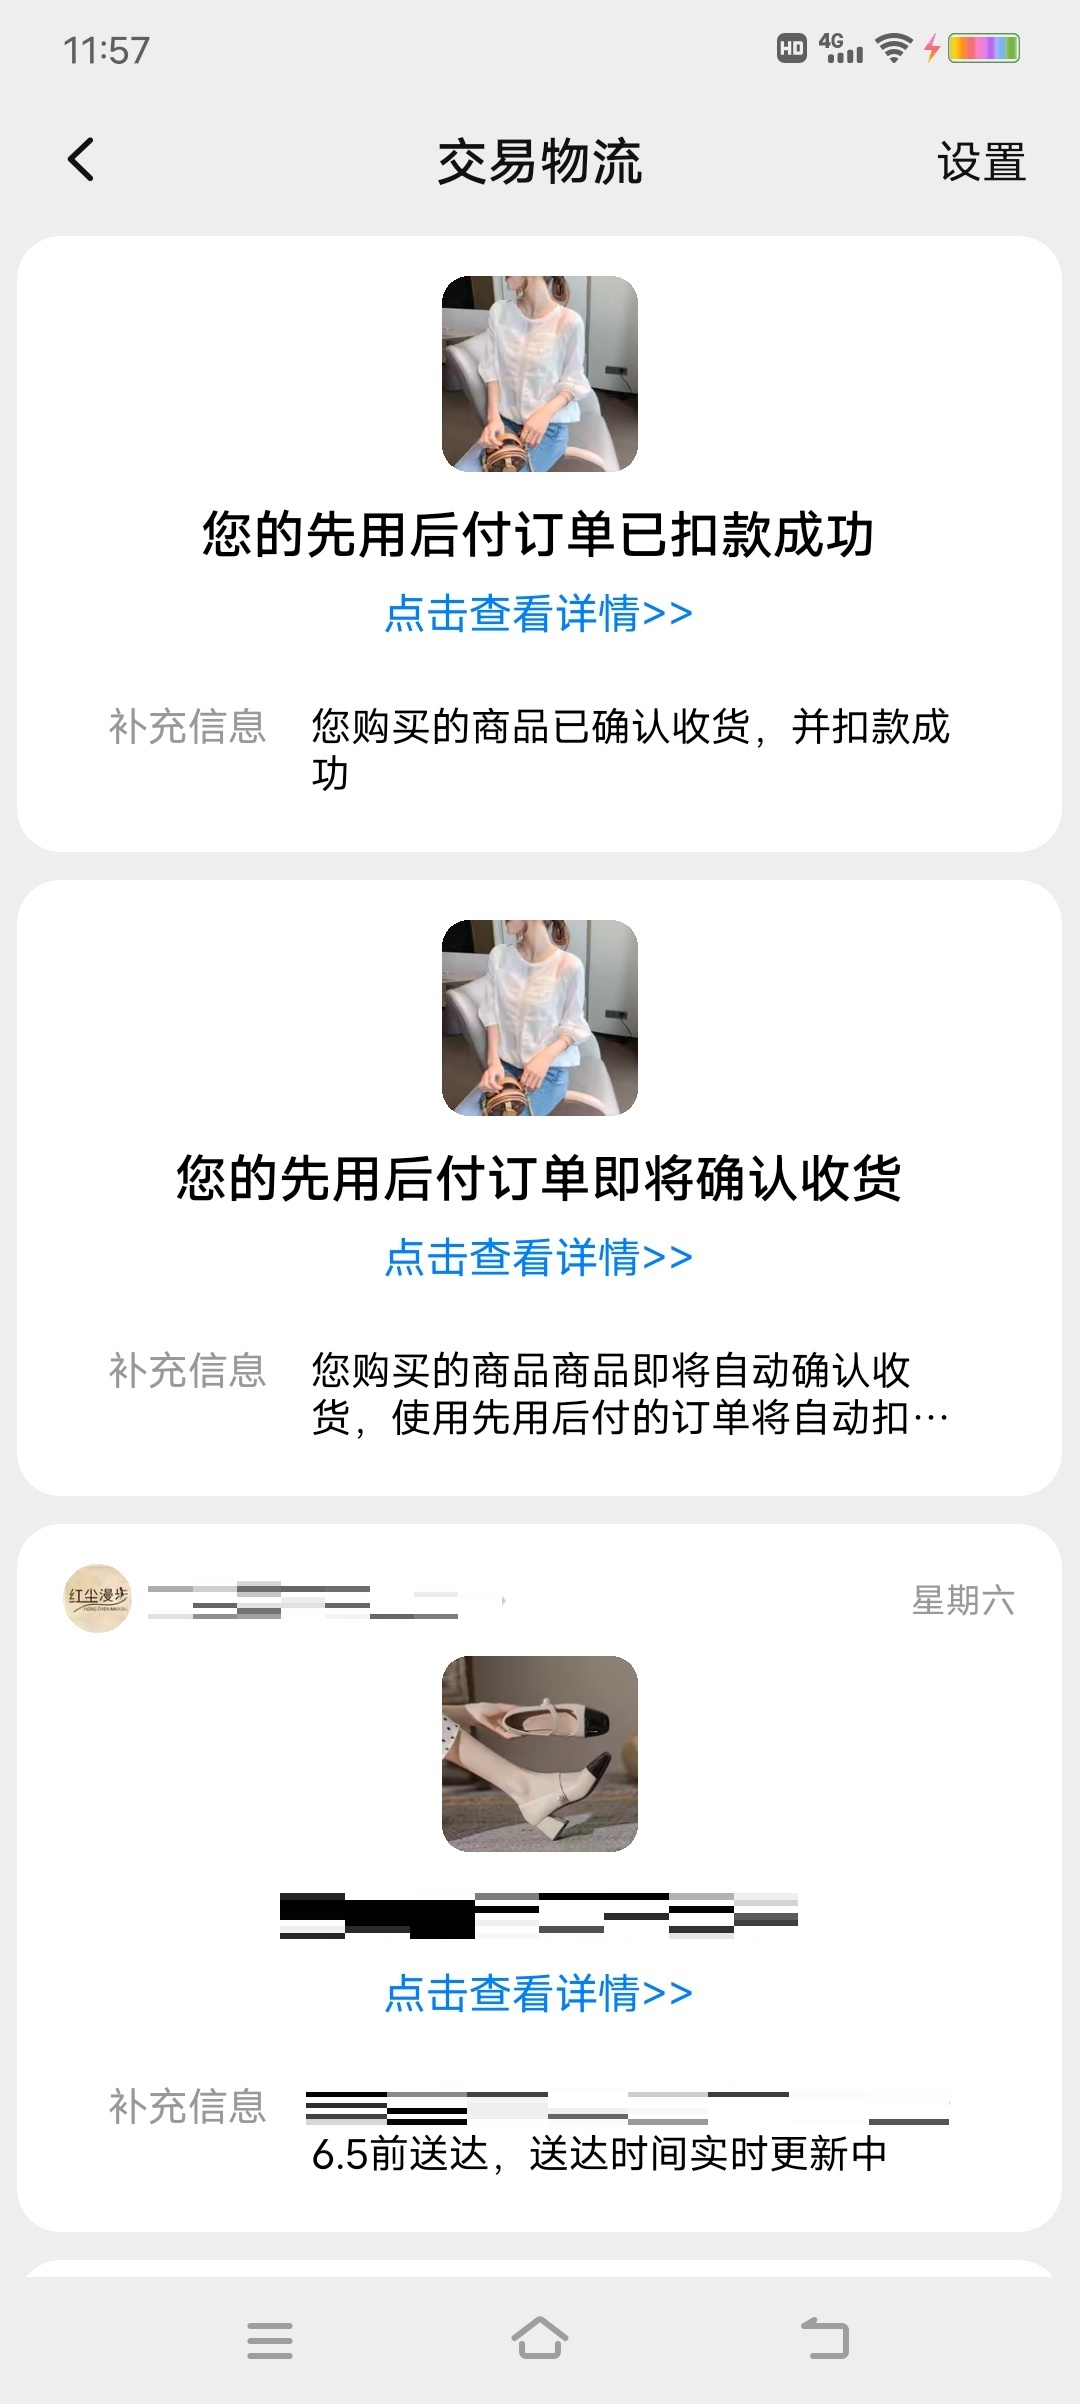 11:57
HD 4G
交易物流
设置
您的先用后付订单已扣款成功
点击查看详情>>
补充信息
您购买的商品已确认收货，并扣款成
功
您的先用后付订单即将确认收货
点击查看详情>>
补充信息
您购买的商品商品即将自动确认收
货，使用先用后付的订单将自动扣…
红尘漫步
星期六
点击查看详情>>
补充信息
6.5前送达，送达时间实时更新中